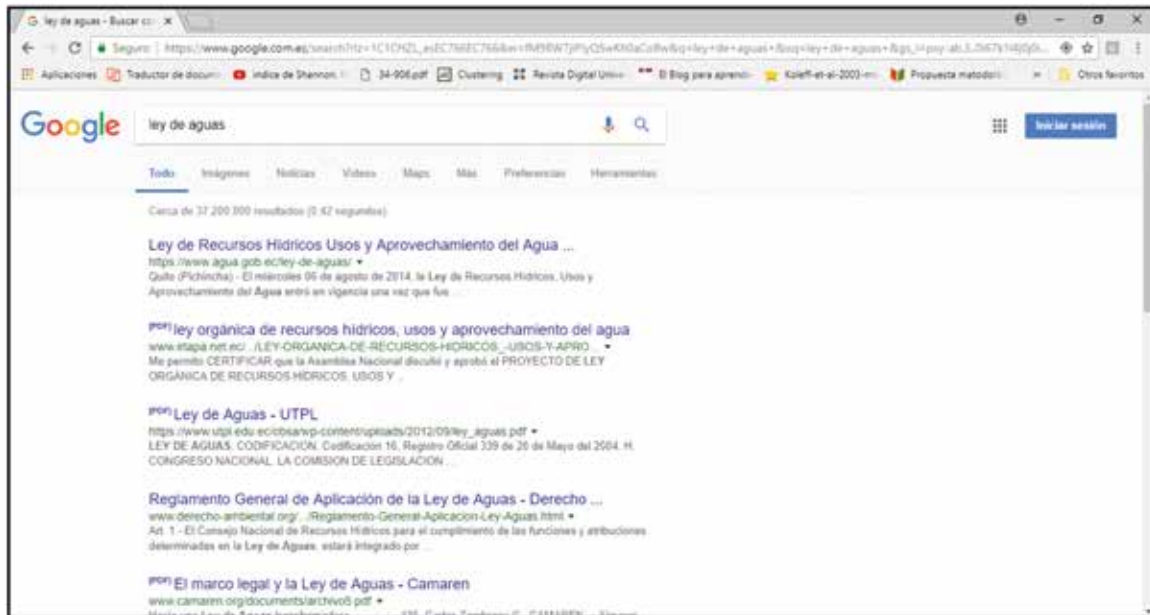 ley de aguas - Buscar co
Seguro https://www.google.com.ec/search?
Aplicaciones Traductor de docum indice de Shannon 34-906.pdf Clustering Revista Digital Unive El Blog para aprend Koleff-et-al-2003-m Propuesta metodolo » Otros favoritos
Google ley de aguas Iniciar sesión
Todo Imágenes Noticias Videos Maps Más Preferencias Herramientas
Cerca de 37.200.000 resultados (0,42 segundos)
Ley de Recursos Hídricos Usos y Aprovechamiento del Agua ...
https://www.agua.gob.ec/ley-de-aguas/
Quito (Pichincha) - El miércoles 06 de agosto de 2014, la Ley de Recursos Hídricos, Usos y
Aprovechamiento del Agua entró en vigencia una vez que fue ...
[PDF] ley orgánica de recursos hídricos, usos y aprovechamiento del agua
www.etapa.net.ec/.../LEY-ORGANICA-DE-RECURSOS-HIDRICOS_-USOS-Y-APRO...
Me permito CERTIFICAR que la Asamblea Nacional discutió y aprobó el PROYECTO DE LEY
ORGÁNICA DE RECURSOS HÍDRICOS, USOS Y ...
[PDF] Ley de Aguas - UTPL
https://www.utpl.edu.ec/obsa/wp-content/uploads/2012/09/ley_aguas.pdf
LEY DE AGUAS, CODIFICACION. Codificación 16, Registro Oficial 339 de 20 de Mayo del 2004. H.
CONGRESO NACIONAL. LA COMISION DE LEGISLACION ...
Reglamento General de Aplicación de la Ley de Aguas - Derecho ...
www.derecho-ambiental.org/.../Reglamento-General-Aplicacion-Ley-Aguas.html
Art. 1 - El Consejo Nacional de Recursos Hídricos para el cumplimiento de las funciones y atribuciones
determinadas en la Ley de Aguas, estará integrado por ...
[PDF] El marco legal y la Ley de Aguas - Camaren
www.camaren.org/documents/archivo5.pdf